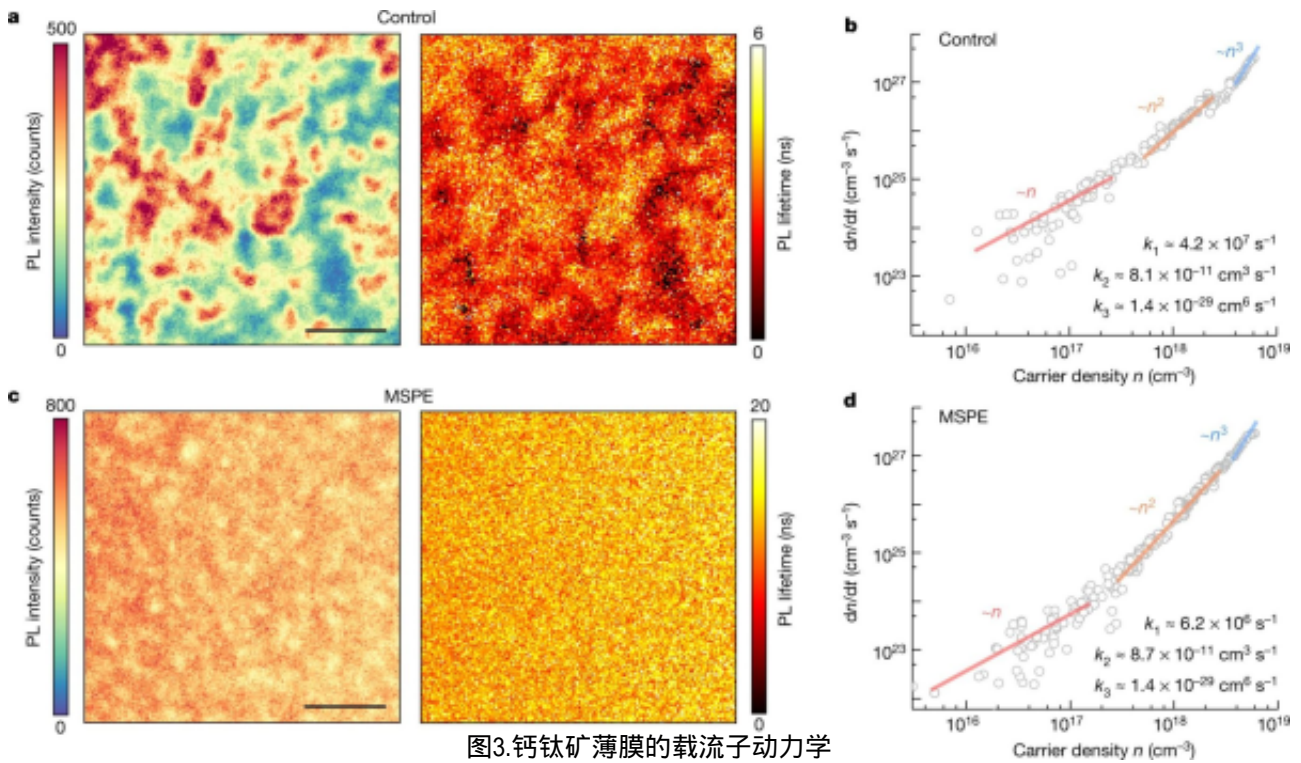 a
Control
500
PL intensity (counts)
0
6
PL lifetime (ns)
0
b
Control
~n³
~n²
~n
10²⁷
10²⁵
10²³
dn/dt (cm⁻³ s⁻¹)
k₁ ≈ 4.2 × 10⁷ s⁻¹
k₂ ≈ 8.1 × 10⁻¹¹ cm³ s⁻¹
k₃ ≈ 1.4 × 10⁻²⁹ cm⁶ s⁻¹
10¹⁶ 10¹⁷ 10¹⁸ 10¹⁹
Carrier density n (cm⁻³)
c
MSPE
800
PL intensity (counts)
0
20
PL lifetime (ns)
0
d
MSPE
~n³
~n²
~n
10²⁷
10²⁵
10²³
dn/dt (cm⁻³ s⁻¹)
k₁ ≈ 6.2 × 10⁶ s⁻¹
k₂ ≈ 8.7 × 10⁻¹¹ cm³ s⁻¹
k₃ ≈ 1.4 × 10⁻²⁹ cm⁶ s⁻¹
10¹⁶ 10¹⁷ 10¹⁸ 10¹⁹
Carrier density n (cm⁻³)
图3.钙钛矿薄膜的载流子动力学